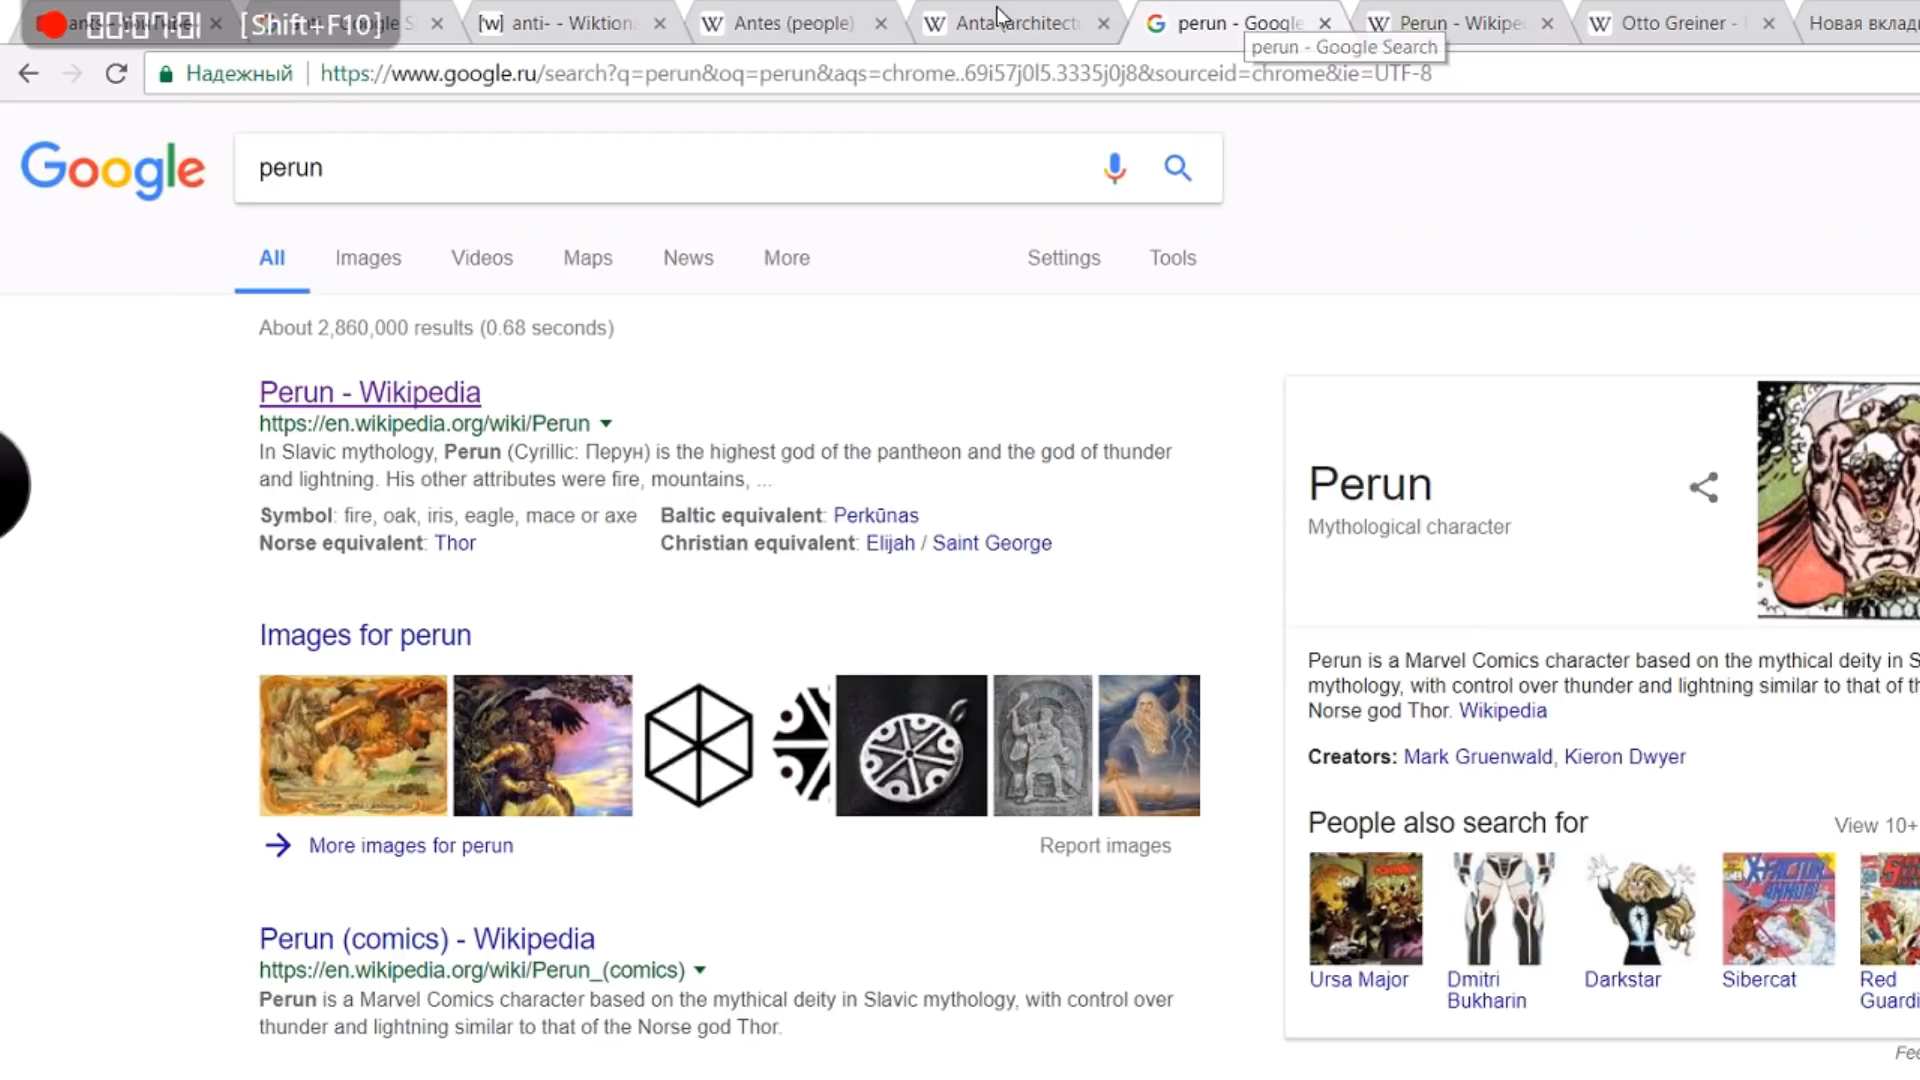 [Shift+F10]
[w] anti- - Wiktion
W Antes (people)
W Anta
architect
perun - Google
W Perun - Wikipe
W Otto Greiner -
Новая вклад
perun - Google Search
Надежный
https://www.google.ru/search?q=perun&oq=perun&aqs=chrome..69i57j0l5.3335j0j8&sourceid=chrome&ie=UTF-8
Google
perun
All Images Videos Maps News More Settings Tools
About 2,860,000 results (0.68 seconds)
Perun - Wikipedia
https://en.wikipedia.org/wiki/Perun
In Slavic mythology, Perun (Cyrillic: Перун) is the highest god of the pantheon and the god of thunder
and lightning. His other attributes were fire, mountains, ...
Symbol: fire, oak, iris, eagle, mace or axe Baltic equivalent: Perkūnas
Norse equivalent: Thor Christian equivalent: Elijah / Saint George
Images for perun
More images for perun
Report images
Perun (comics) - Wikipedia
https://en.wikipedia.org/wiki/Perun_(comics)
Perun is a Marvel Comics character based on the mythical deity in Slavic mythology, with control over
thunder and lightning similar to that of the Norse god Thor.
Perun
Mythological character
Perun is a Marvel Comics character based on the mythical deity in S
mythology, with control over thunder and lightning similar to that of th
Norse god Thor. Wikipedia
Creators: Mark Gruenwald, Kieron Dwyer
People also search for
View 10+
Ursa Major
Dmitri
Bukharin
Darkstar
Sibercat
Red
Guardi
Fee